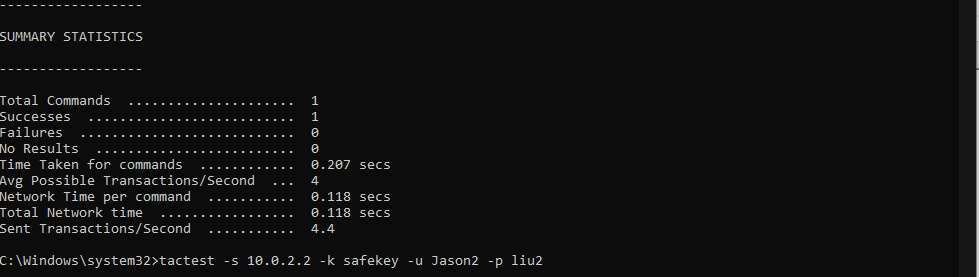 ------------------
SUMMARY STATISTICS
------------------
Total Commands ..................... 1
Successes .......................... 1
Failures ........................... 0
No Results ......................... 0
Time Taken for commands ............ 0.207 secs
Avg Possible Transactions/Second ... 4
Network Time per command ........... 0.118 secs
Total Network time ................. 0.118 secs
Sent Transactions/Second ........... 4.4
C:\Windows\system32>tactest -s 10.0.2.2 -k safekey -u Jason2 -p liu2